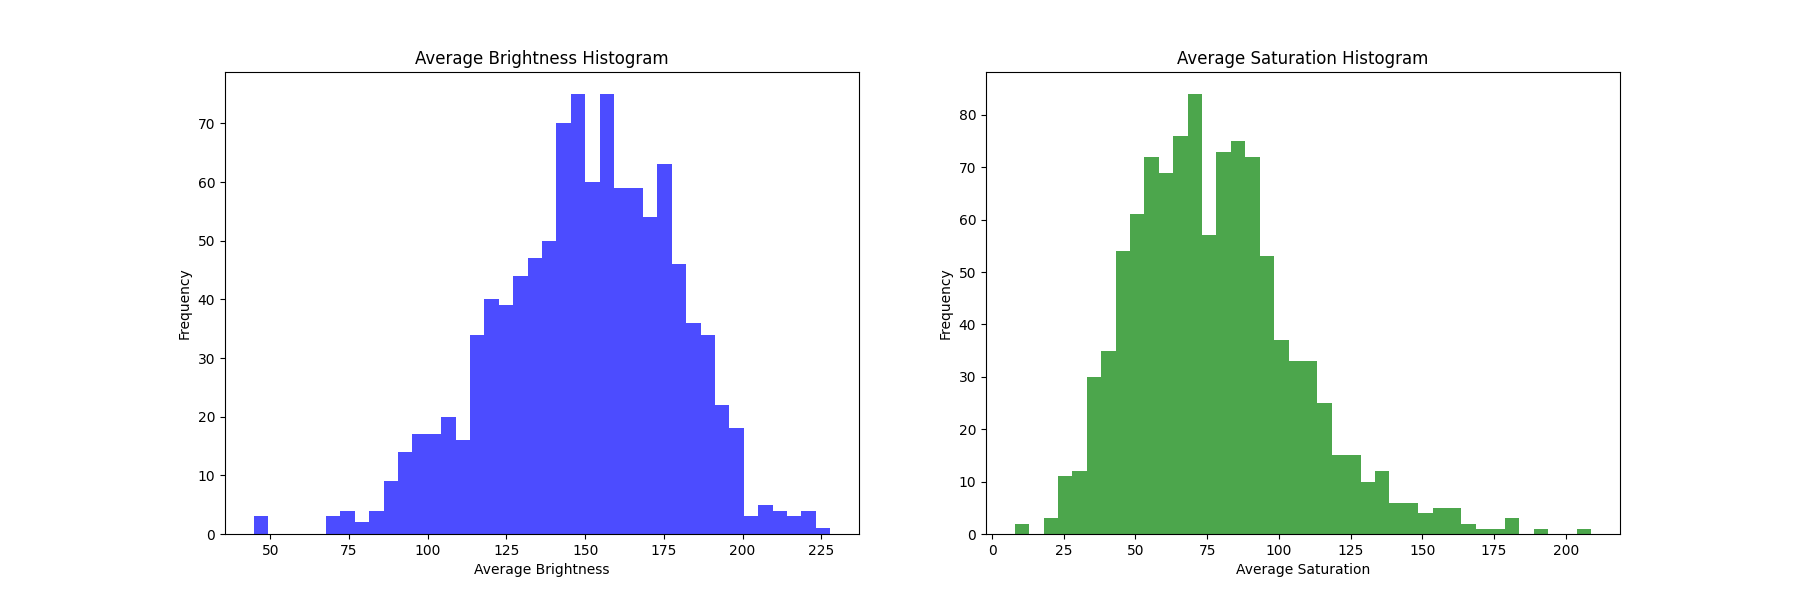 Average Brightness Histogram
Frequency
70
60
50
40
30
20
10
0
50 75 100 125 150 175 200 225
Average Brightness
Average Saturation Histogram
Frequency
80
70
60
50
40
30
20
10
0
0 25 50 75 100 125 150 175 200
Average Saturation